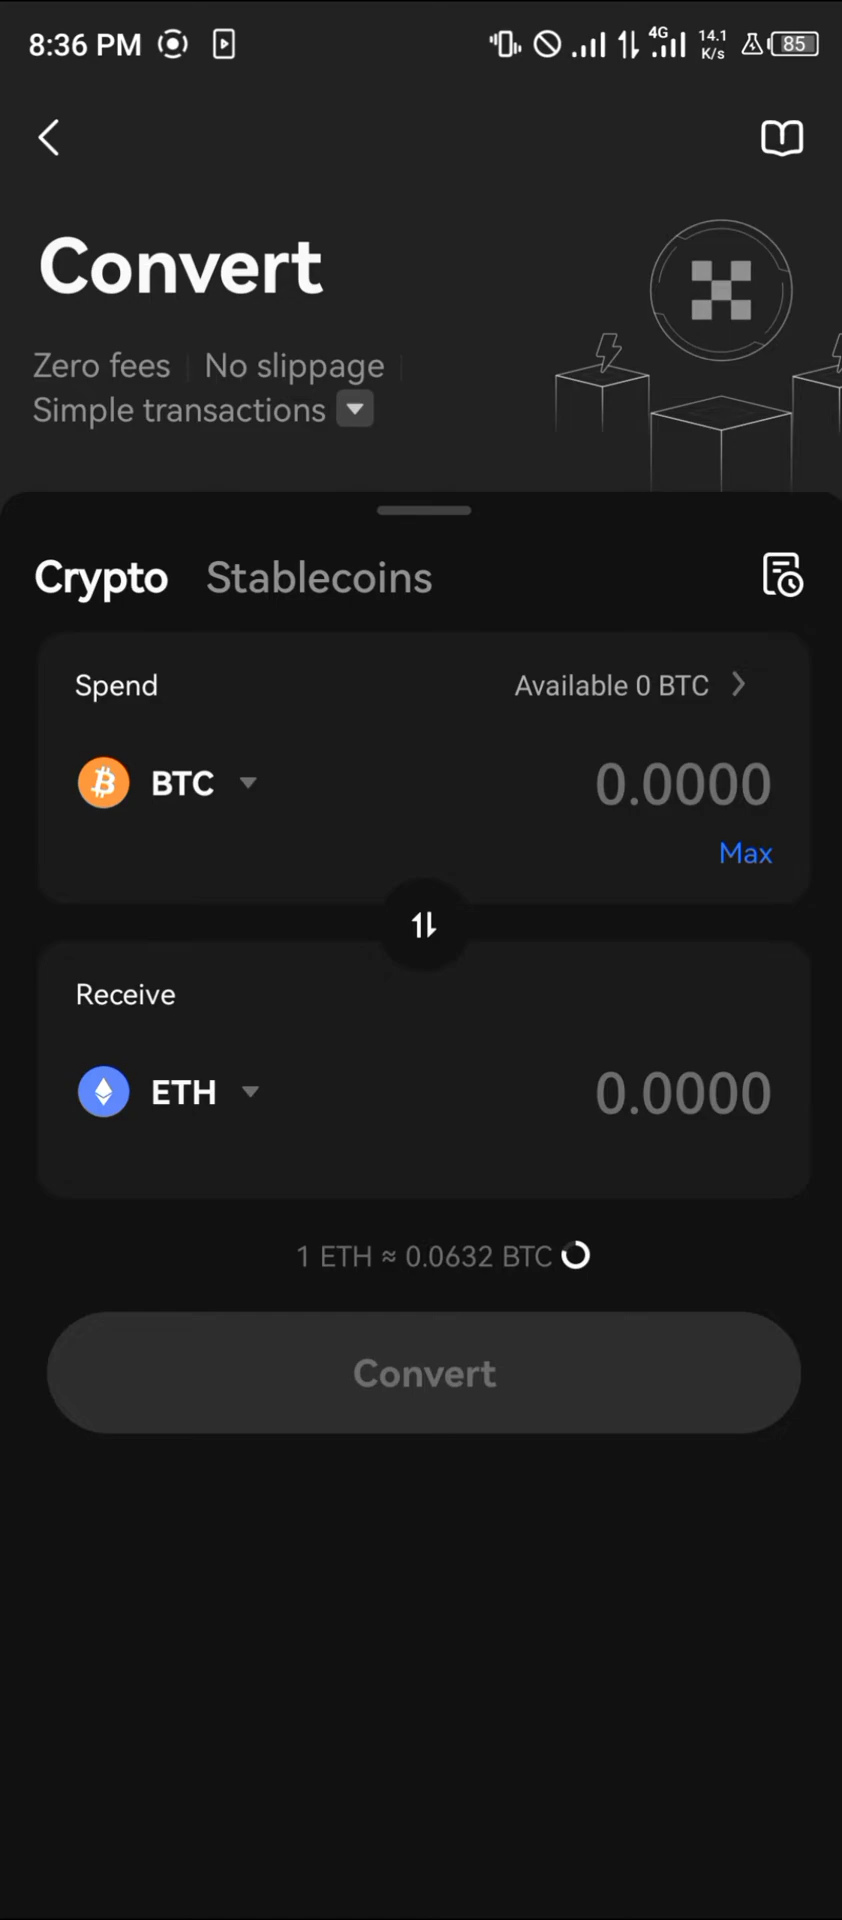 8:36 PM
4G
14.1
K/s
85
Convert
Zero fees
No slippage
Simple transactions
Crypto
Stablecoins
Spend
Available 0 BTC
BTC
0.0000
Max
Receive
ETH
0.0000
1 ETH ≈ 0.0632 BTC
Convert